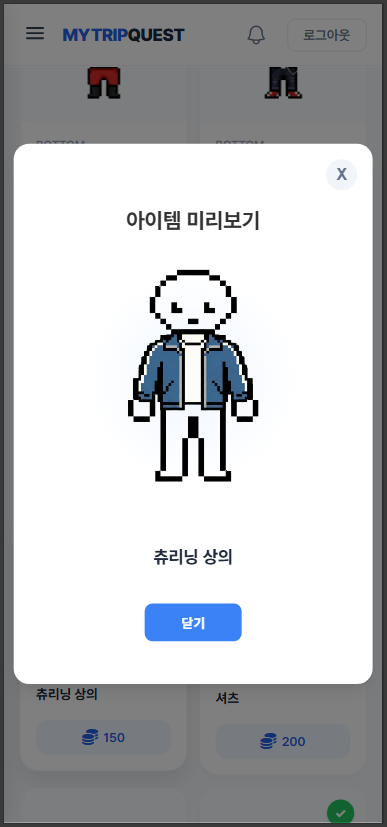 MYTRIPQUEST
로그아웃
BOTTOM
BOTTOM
X
아이템 미리보기
츄리닝 상의
닫기
츄리닝 상의
셔츠
150
200